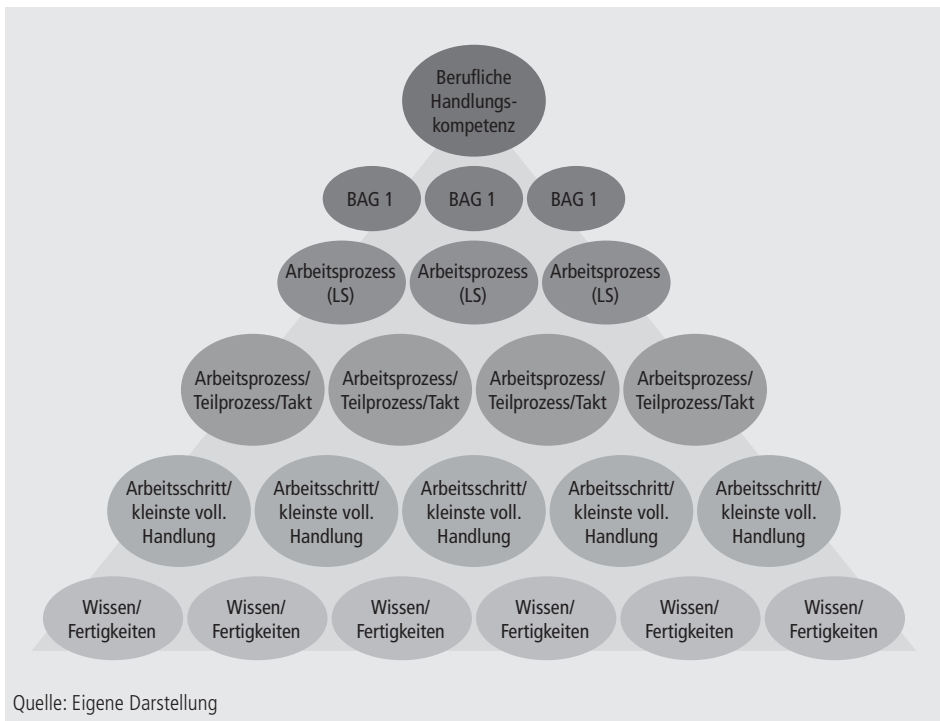 Berufliche
Handlungs-
kompetenz
BAG 1 BAG 1 BAG 1
Arbeitsprozess Arbeitsprozess Arbeitsprozess
(LS) (LS) (LS)
Arbeitsprozess/ Arbeitsprozess/ Arbeitsprozess/ Arbeitsprozess/
Teilprozess/Takt Teilprozess/Takt Teilprozess/Takt Teilprozess/Takt
Arbeitsschritt/ Arbeitsschritt/ Arbeitsschritt/ Arbeitsschritt/ Arbeitsschritt/
kleinste voll. kleinste voll. kleinste voll. kleinste voll. kleinste voll.
Handlung Handlung Handlung Handlung Handlung
Wissen/ Wissen/ Wissen/ Wissen/ Wissen/ Wissen/
Fertigkeiten Fertigkeiten Fertigkeiten Fertigkeiten Fertigkeiten Fertigkeiten
Quelle: Eigene Darstellung